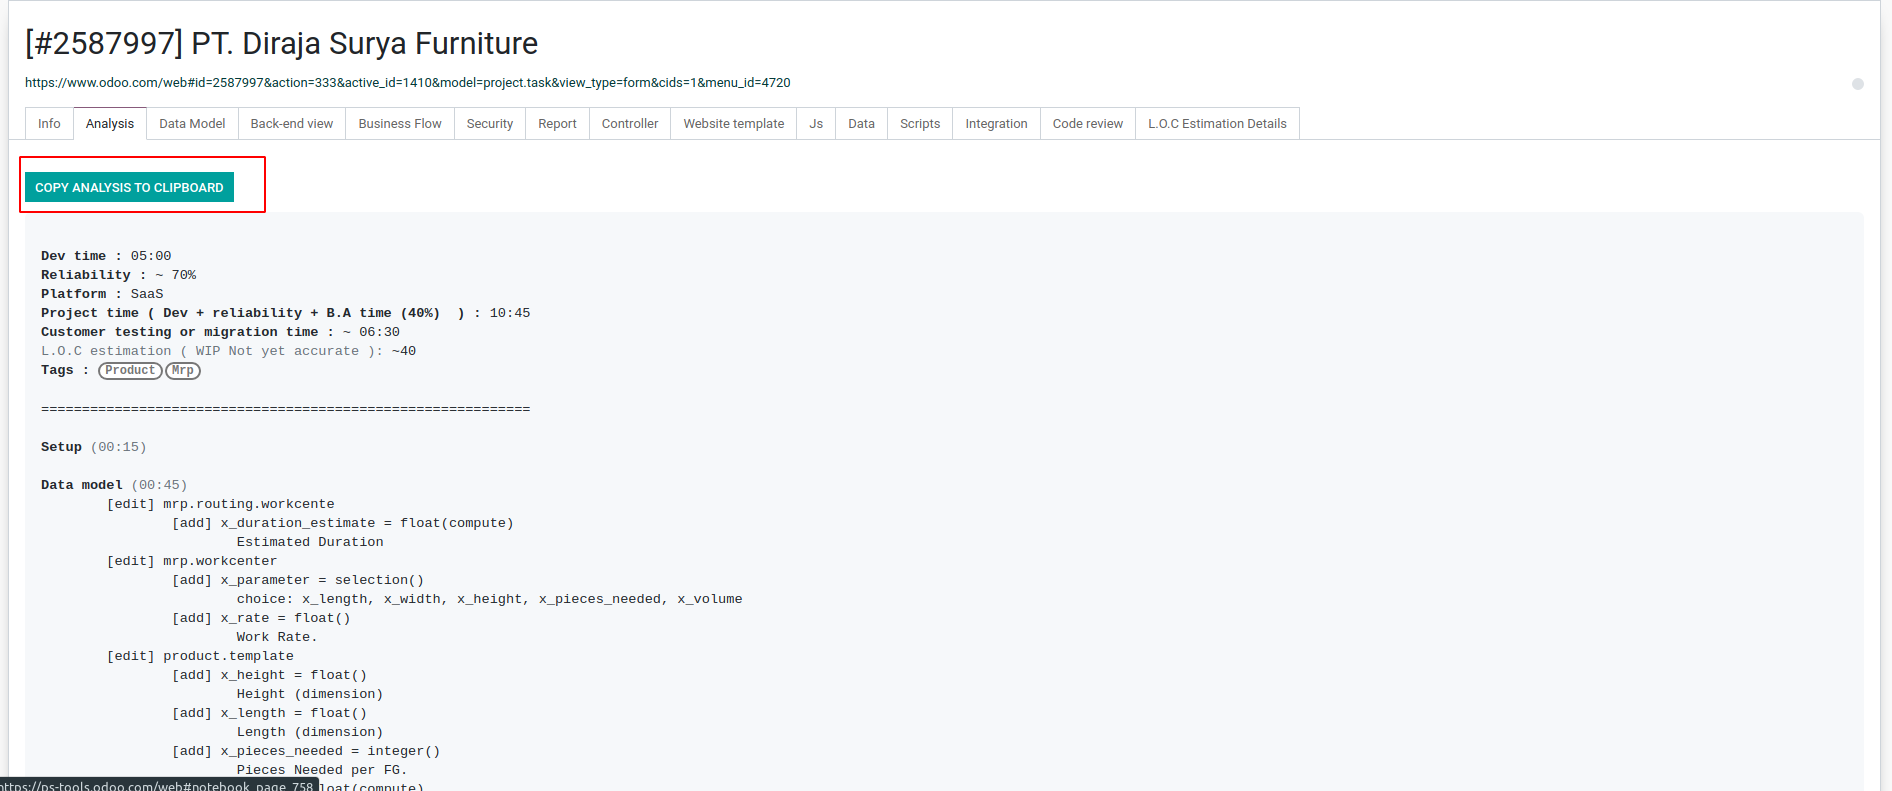 [#2587997] PT. Diraja Surya Furniture
https://www.odoo.com/web#id=2587997&action=333&active_id=1410&model=project.task&view_type=form&cids=1&menu_id=4720
Info Analysis Data Model Back-end view Business Flow Security Report Controller Website template Js Data Scripts Integration Code review L.O.C Estimation Details
COPY ANALYSIS TO CLIPBOARD
Dev time : 05:00
Reliability : ~ 70%
Platform : SaaS
Project time ( Dev + reliability + B.A time (40%)  ) : 10:45
Customer testing or migration time : ~ 06:30
L.O.C estimation ( WIP Not yet accurate ): ~40
Tags : Product Mrp
============================================================
Setup (00:15)
Data model (00:45)
[edit] mrp.routing.workcente
[add] x_duration_estimate = float(compute)
Estimated Duration
[edit] mrp.workcenter
[add] x_parameter = selection()
choice: x_length, x_width, x_height, x_pieces_needed, x_volume
[add] x_rate = float()
Work Rate.
[edit] product.template
[add] x_height = float()
Height (dimension)
[add] x_length = float()
Length (dimension)
[add] x_pieces_needed = integer()
Pieces Needed per FG.
https://ps-tools.odoo.com/web#notebook_page_758 loat(compute)